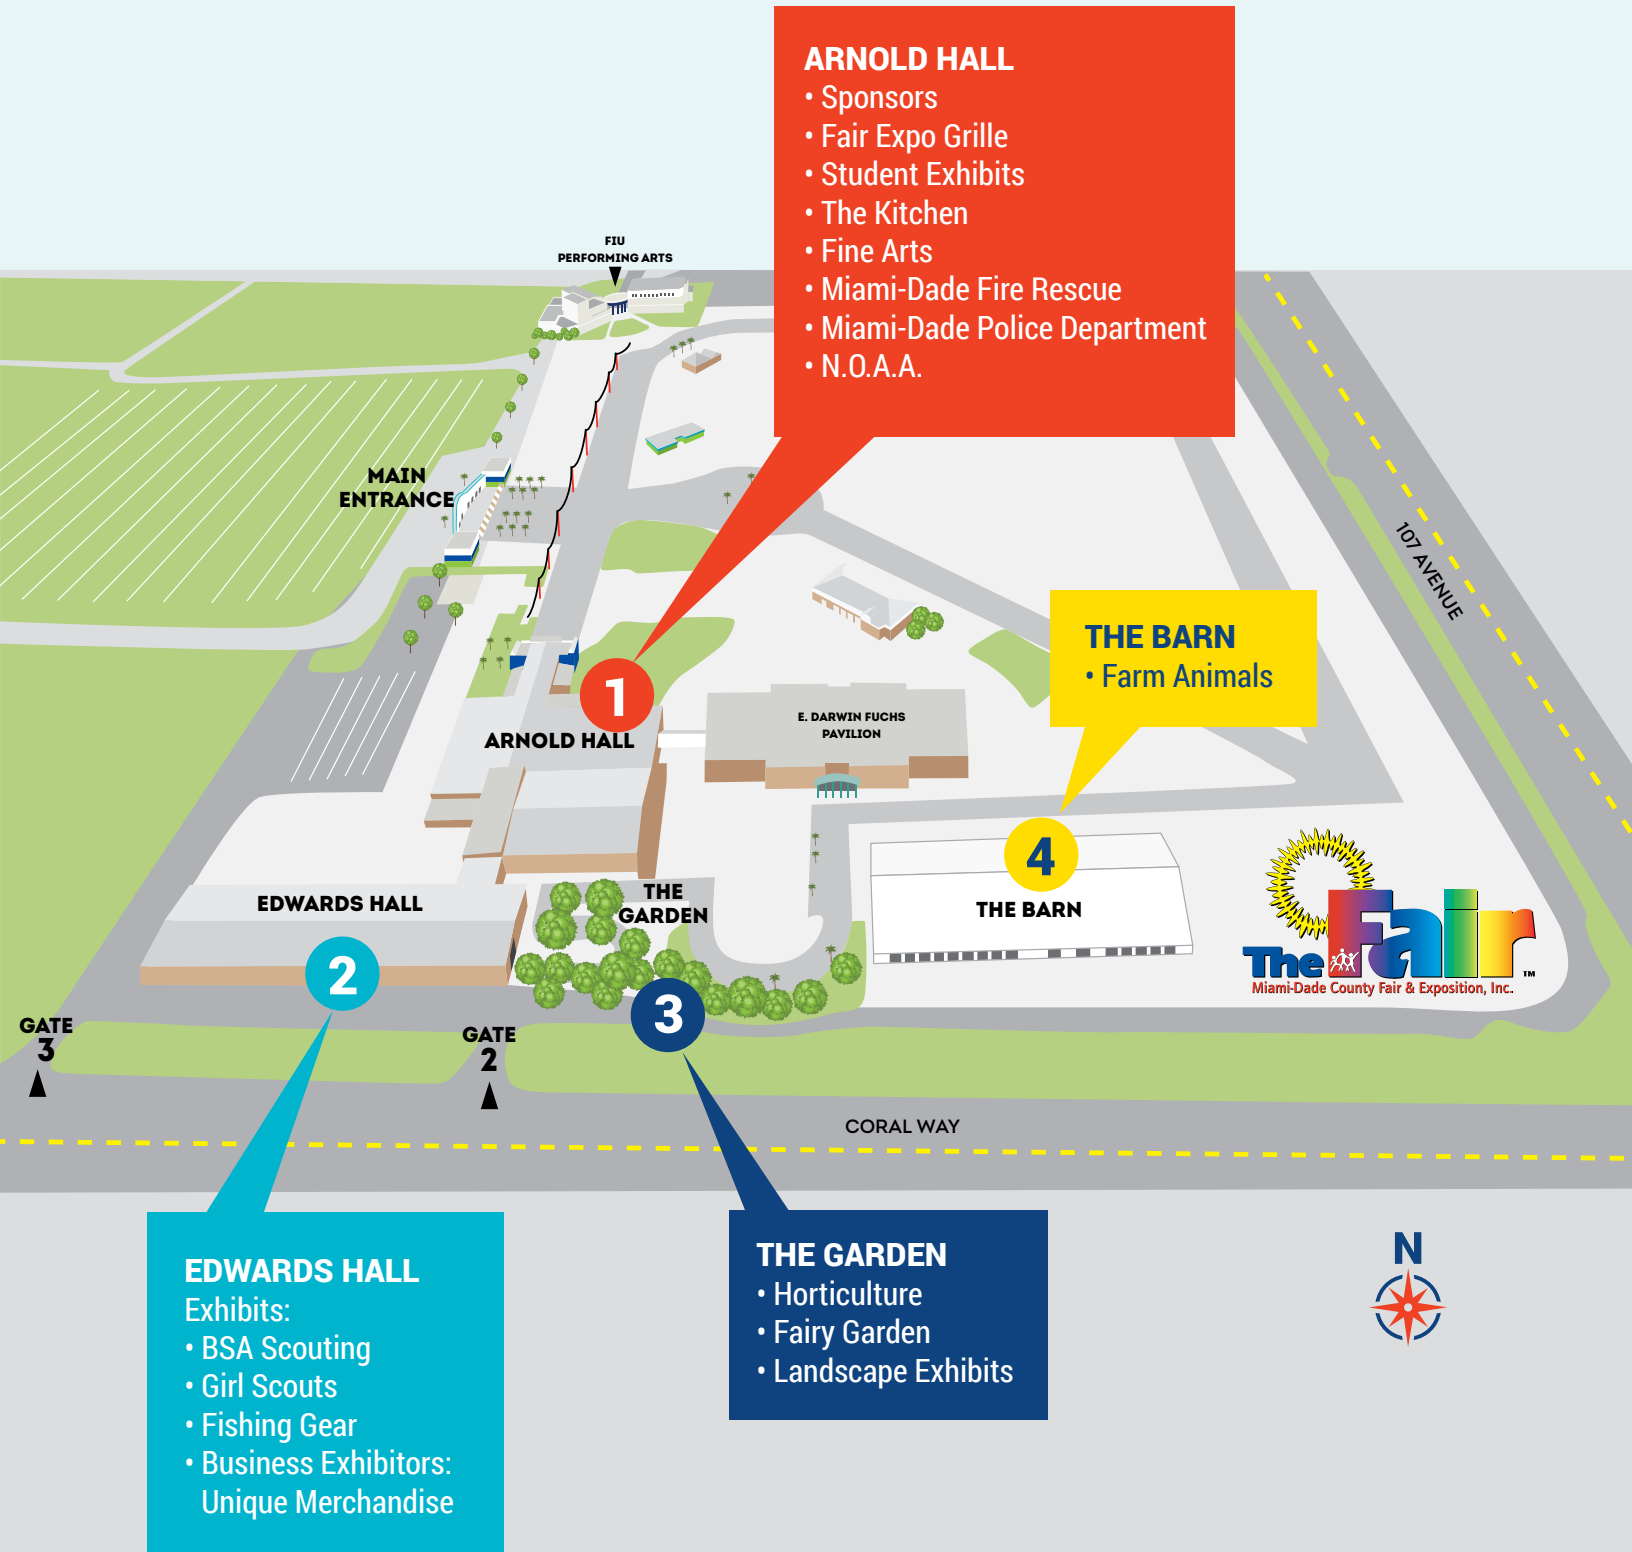 ARNOLD HALL
• Sponsors
• Fair Expo Grille
• Student Exhibits
• The Kitchen
• Fine Arts
• Miami-Dade Fire Rescue
• Miami-Dade Police Department
• N.O.A.A.
FIU
PERFORMING ARTS
MAIN
ENTRANCE
107 AVENUE
THE BARN
• Farm Animals
1
ARNOLD HALL
E. DARWIN FUCHS
PAVILION
4
THE BARN
THE
GARDEN
EDWARDS HALL
2
3
The Fair™
Miami-Dade County Fair & Exposition, Inc.
GATE
3
GATE
2
CORAL WAY
EDWARDS HALL
Exhibits:
• BSA Scouting
• Girl Scouts
• Fishing Gear
• Business Exhibitors:
Unique Merchandise
THE GARDEN
• Horticulture
• Fairy Garden
• Landscape Exhibits
N